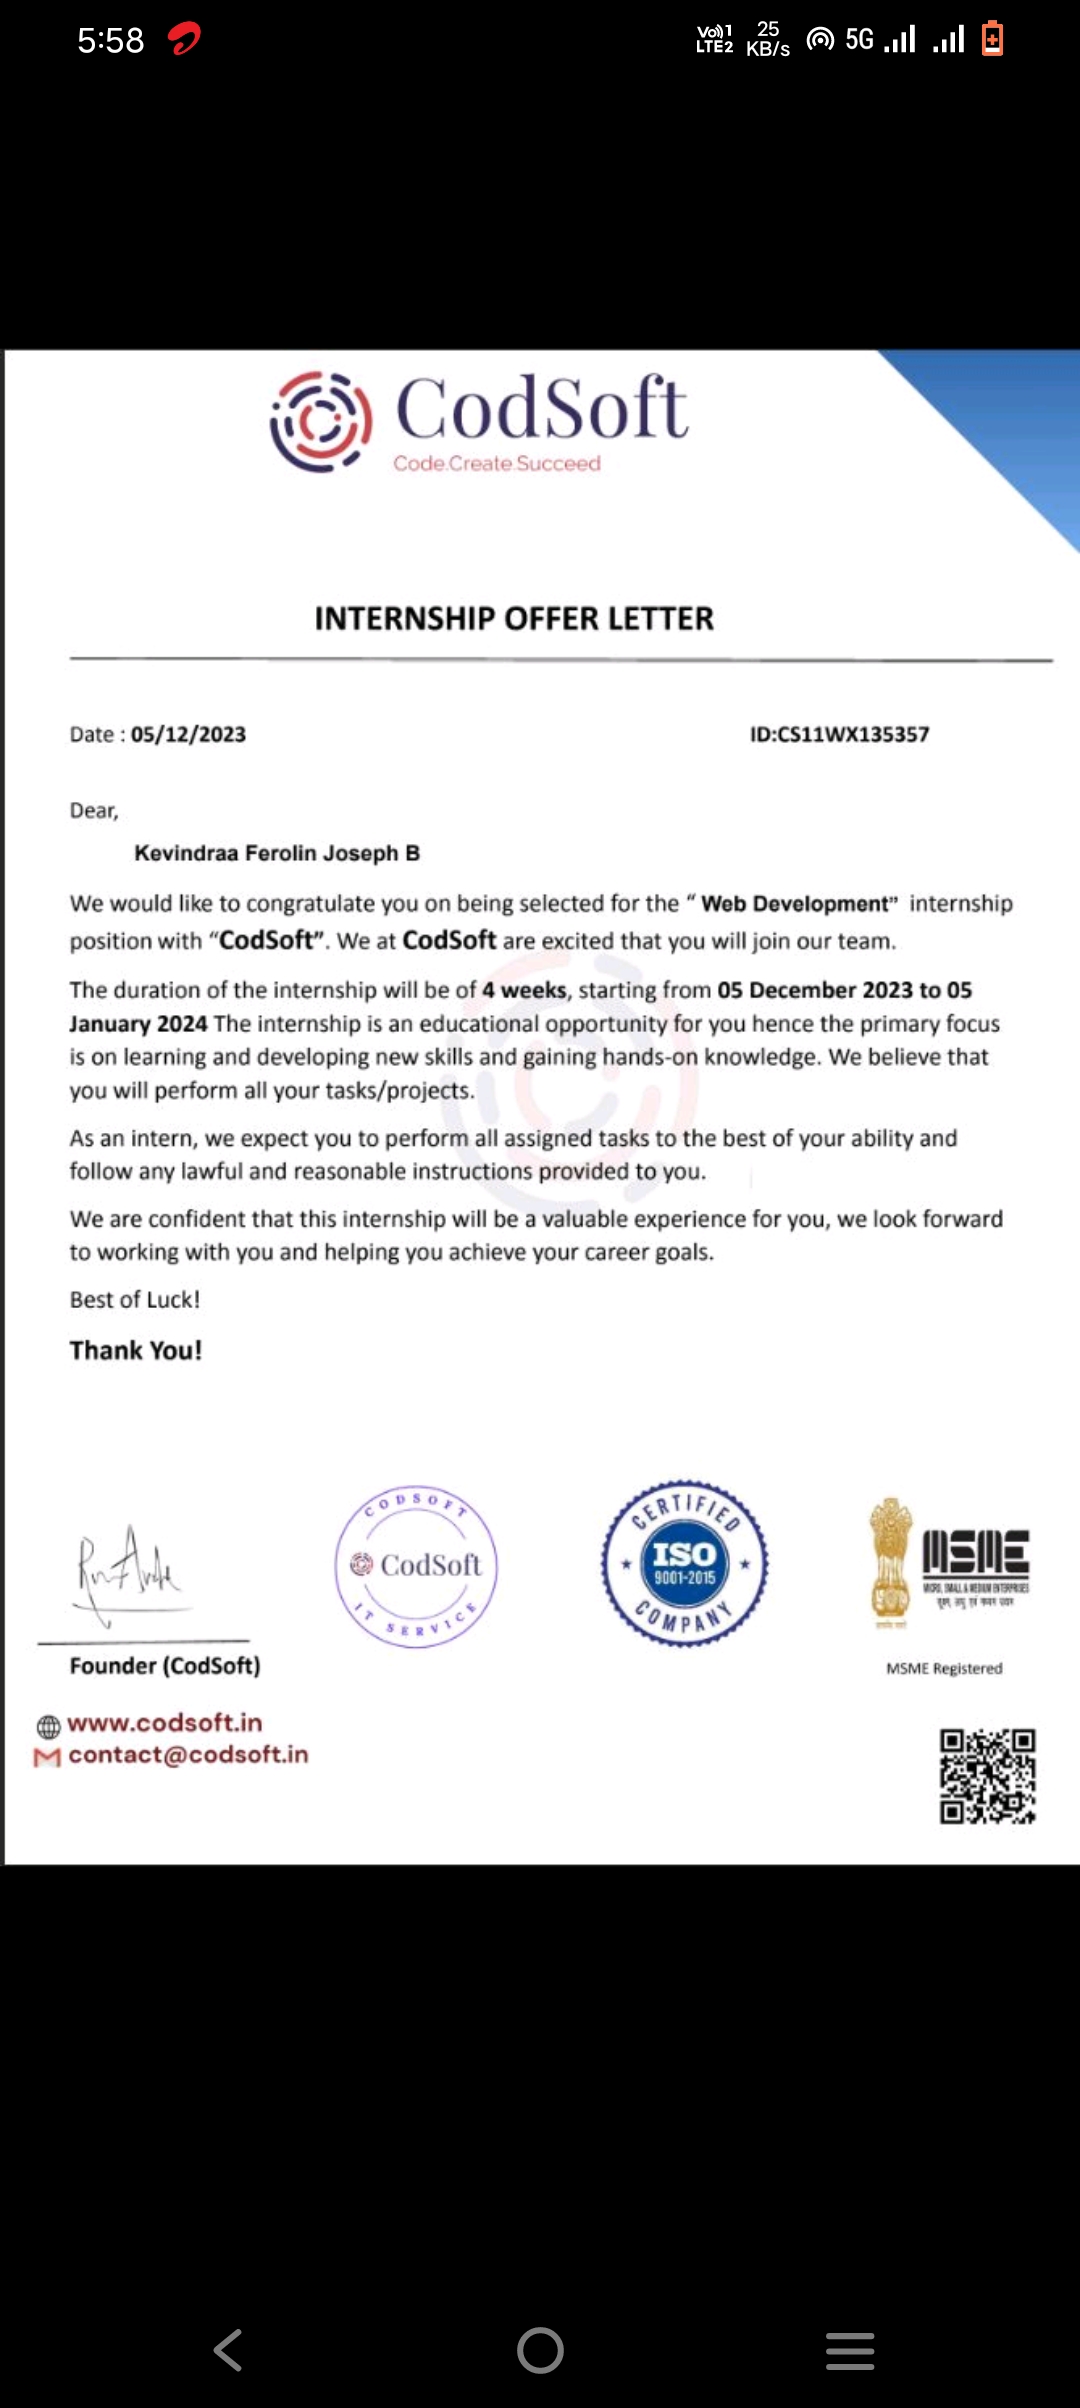 5:58
Vo))1
LTE2
25
KB/s
5G
CodSoft
Code.Create.Succeed
INTERNSHIP OFFER LETTER
Date : 05/12/2023
ID:CS11WX135357
Dear,
Kevindraa Ferolin Joseph B
We would like to congratulate you on being selected for the “ Web Development” internship
position with “CodSoft”. We at CodSoft are excited that you will join our team.
The duration of the internship will be of 4 weeks, starting from 05 December 2023 to 05
January 2024 The internship is an educational opportunity for you hence the primary focus
is on learning and developing new skills and gaining hands-on knowledge. We believe that
you will perform all your tasks/projects.
As an intern, we expect you to perform all assigned tasks to the best of your ability and
follow any lawful and reasonable instructions provided to you.
We are confident that this internship will be a valuable experience for you, we look forward
to working with you and helping you achieve your career goals.
Best of Luck!
Thank You!
CODSOFT
CodSoft
IT SERVICE
CERTIFIED
ISO
9001-2015
COMPANY
MSME
MICRO, SMALL & MEDIUM ENTERPRISES
Founder (CodSoft)
MSME Registered
www.codsoft.in
contact@codsoft.in